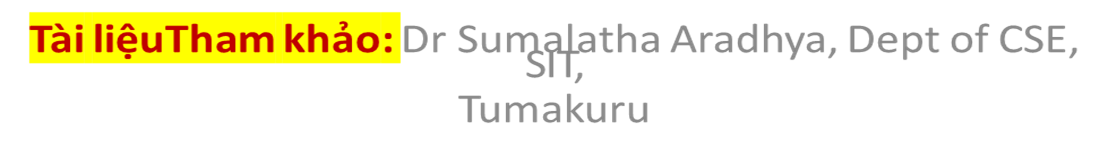 Tài liệuTham khảo: Dr Sumalatha Aradhya, Dept of CSE,
SIT,
Tumakuru